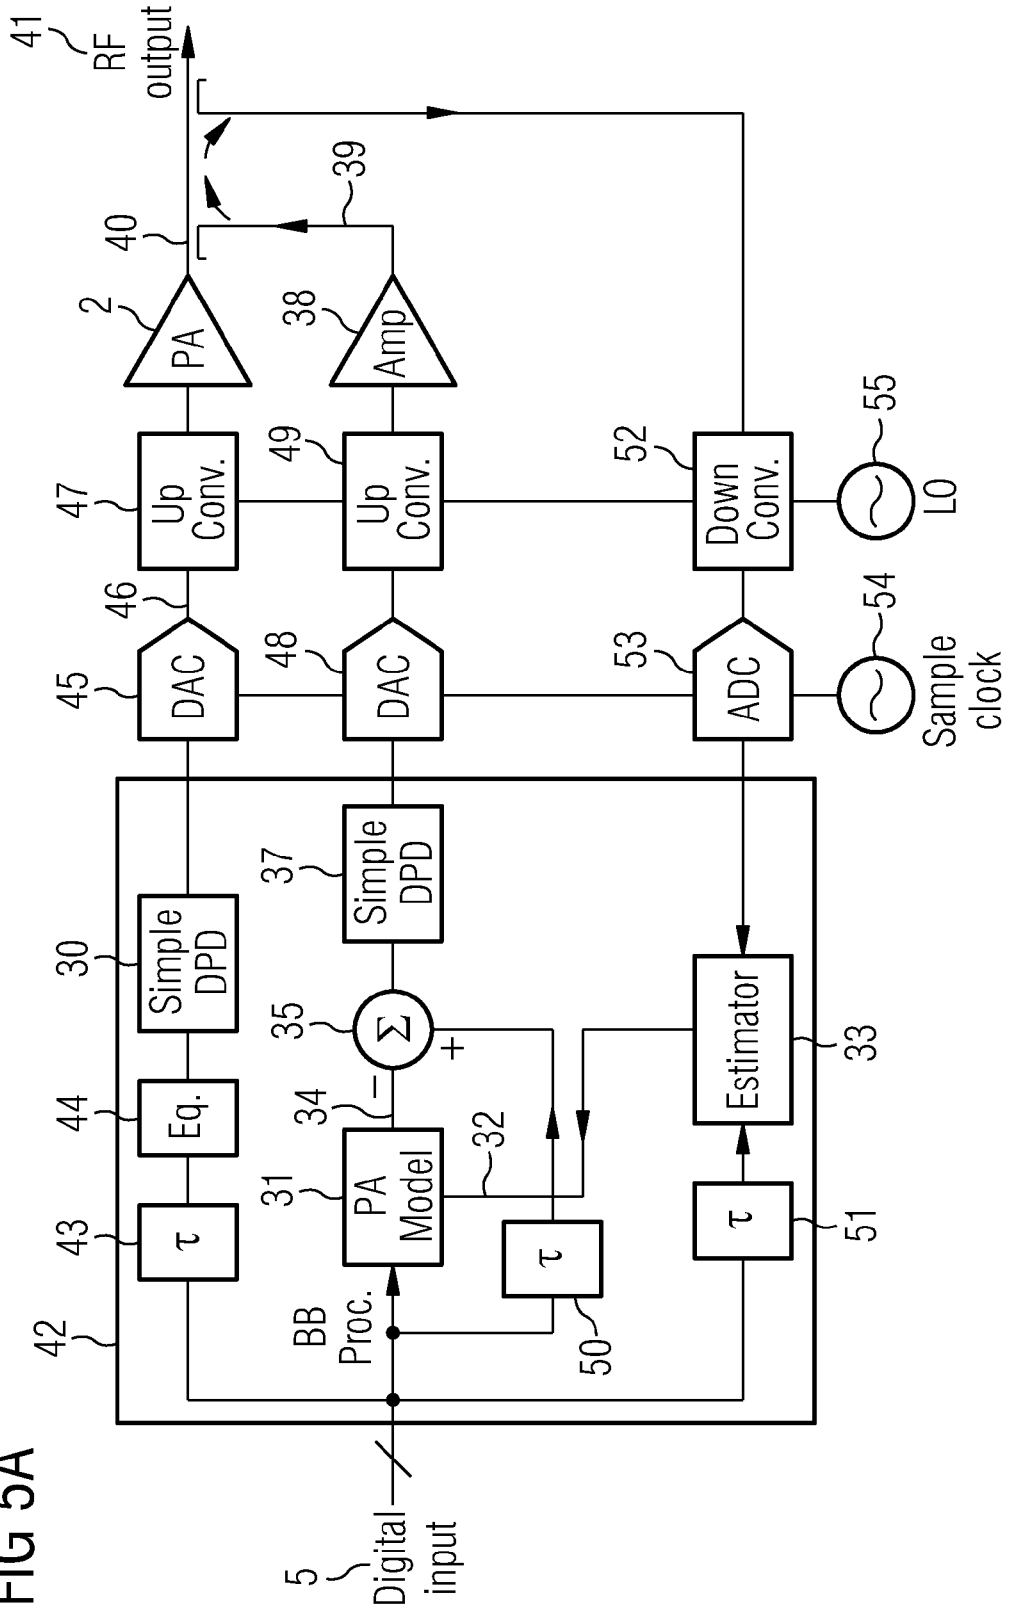 FIG 5A
5
Digital
input
42
BB
Proc.
43
τ
44
Eq.
30
Simple
DPD
45
DAC
46
47
Up
Conv.
2
PA
40
41
RF
output
31
PA
Model
34
−
35
Σ
+
37
Simple
DPD
48
DAC
49
Up
Conv.
38
Amp
39
32
50
τ
51
τ
33
Estimator
53
ADC
52
Down
Conv.
54
Sample
clock
55
LO